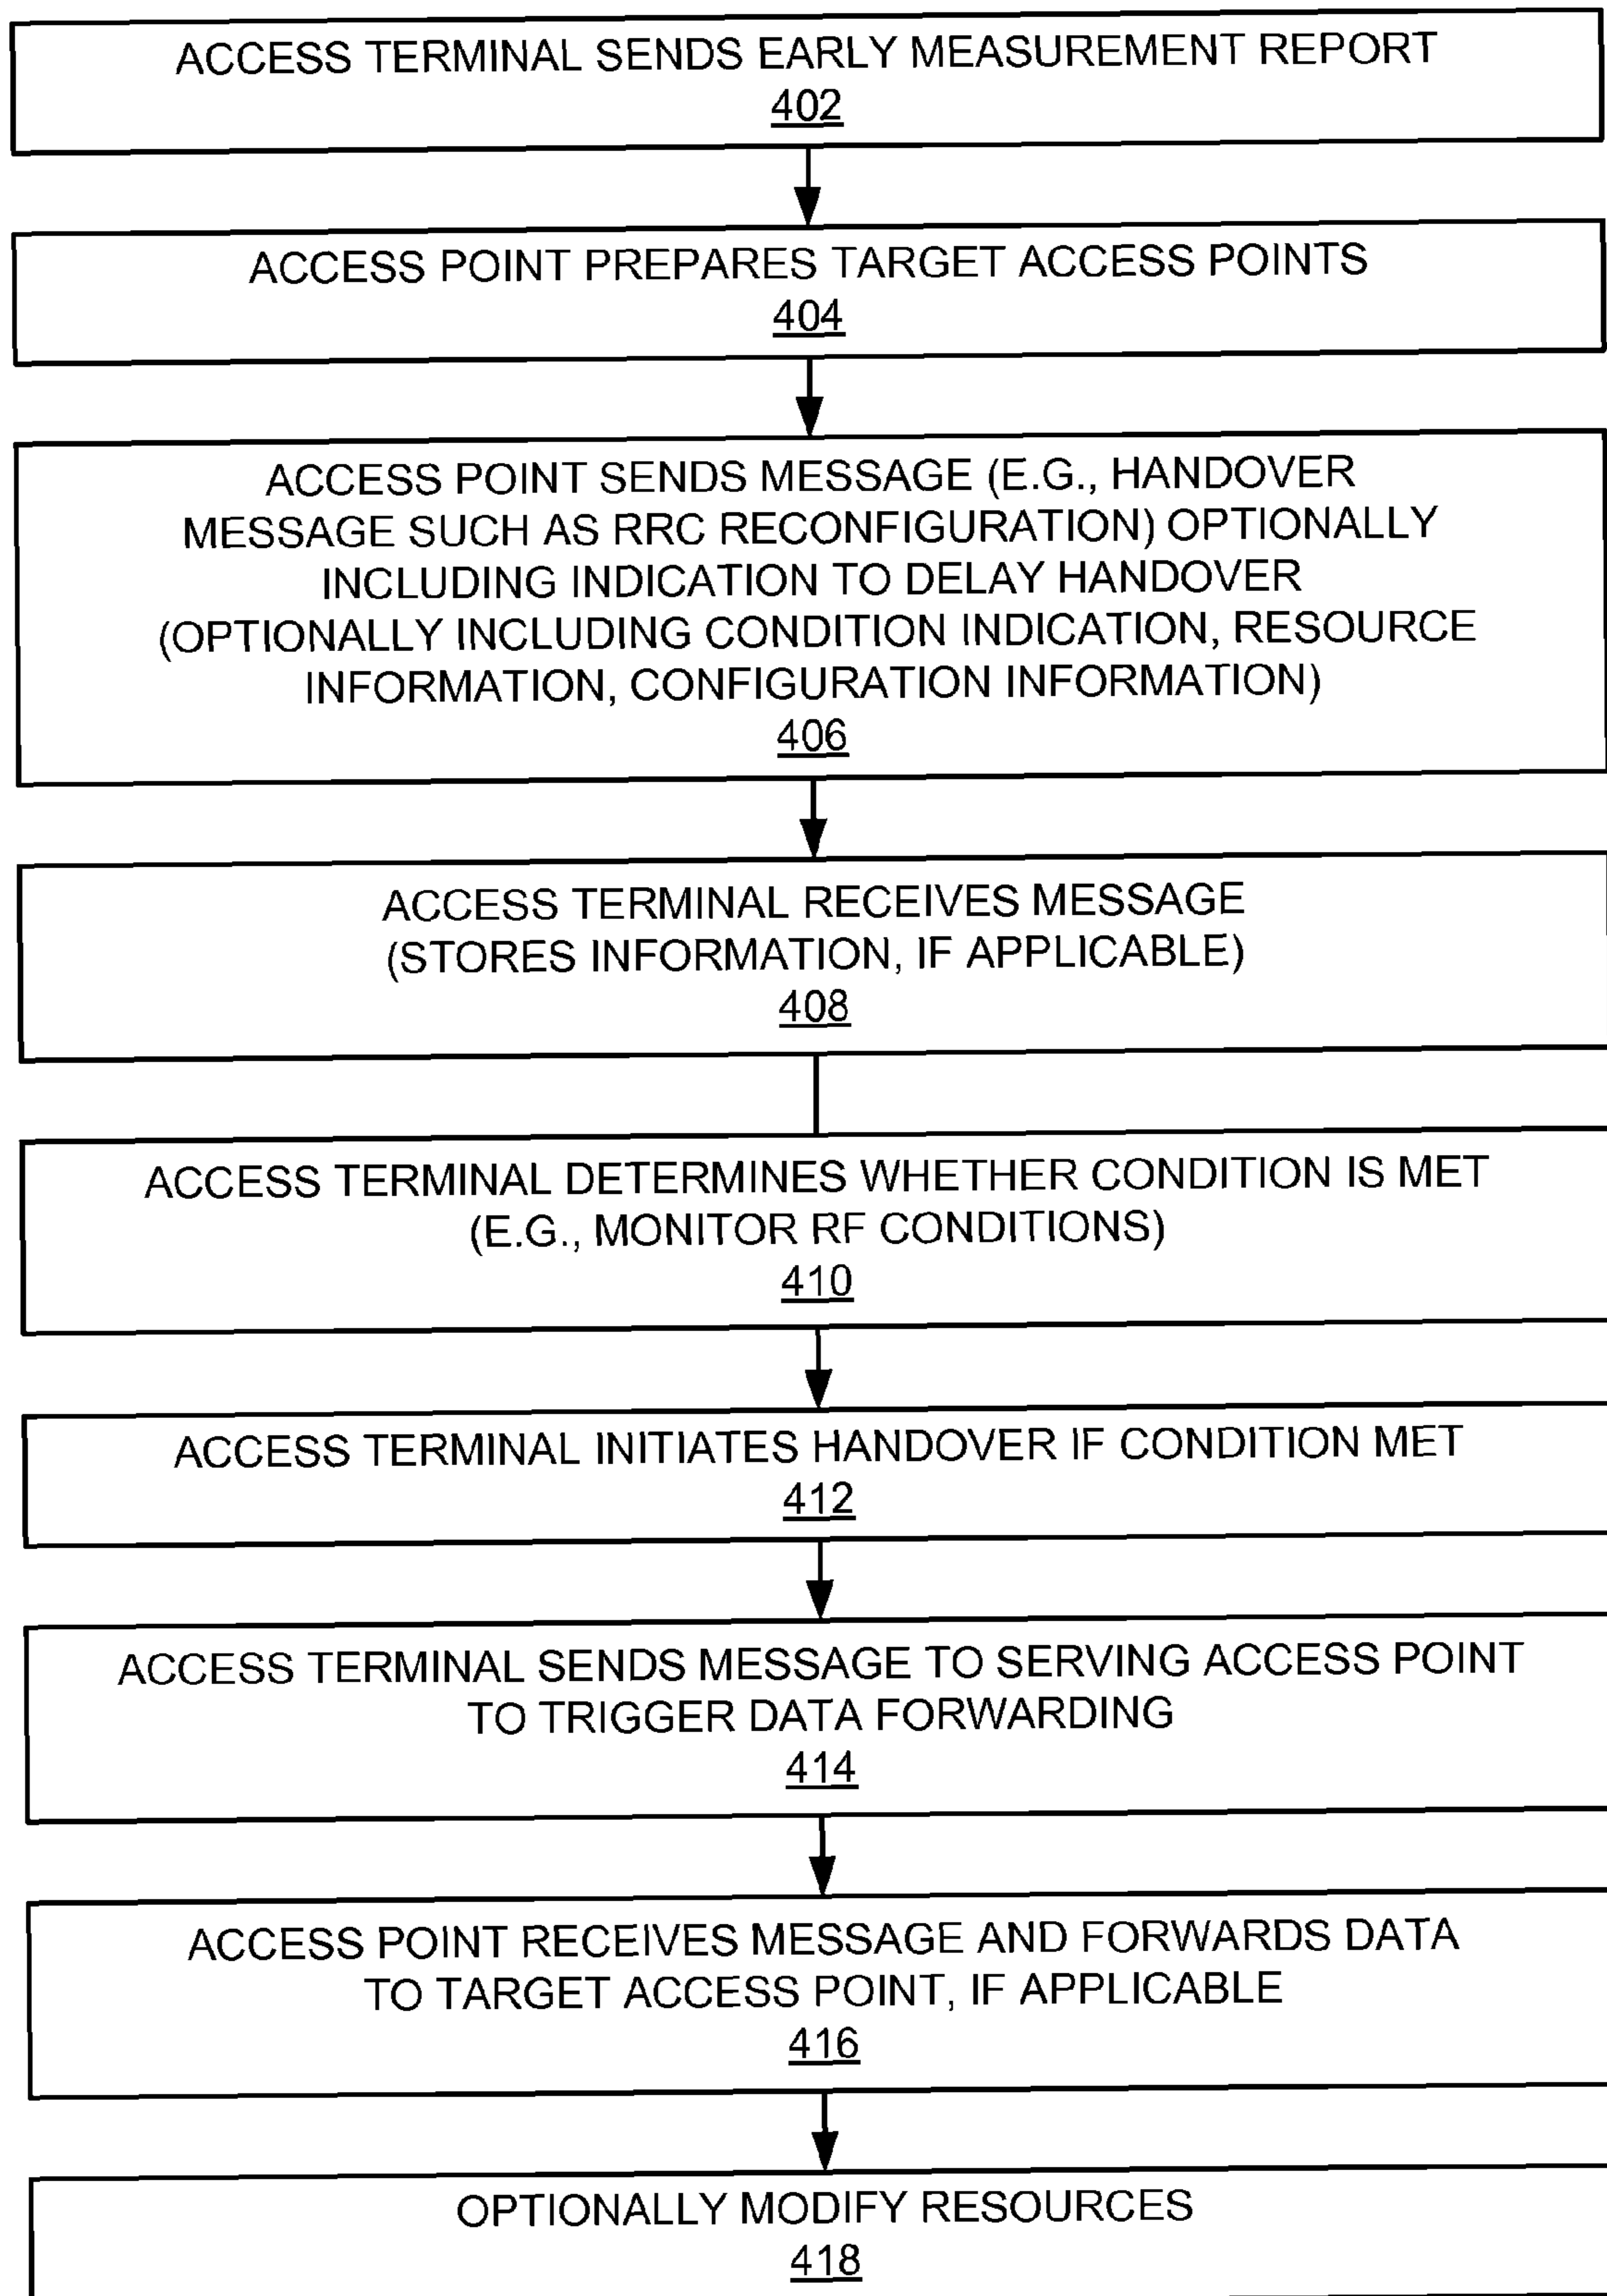 ACCESS TERMINAL SENDS EARLY MEASUREMENT REPORT
402
ACCESS POINT PREPARES TARGET ACCESS POINTS
404
ACCESS POINT SENDS MESSAGE (E.G., HANDOVER
MESSAGE SUCH AS RRC RECONFIGURATION) OPTIONALLY
INCLUDING INDICATION TO DELAY HANDOVER
(OPTIONALLY INCLUDING CONDITION INDICATION, RESOURCE
INFORMATION, CONFIGURATION INFORMATION)
406
ACCESS TERMINAL RECEIVES MESSAGE
(STORES INFORMATION, IF APPLICABLE)
408
ACCESS TERMINAL DETERMINES WHETHER CONDITION IS MET
(E.G., MONITOR RF CONDITIONS)
410
ACCESS TERMINAL INITIATES HANDOVER IF CONDITION MET
412
ACCESS TERMINAL SENDS MESSAGE TO SERVING ACCESS POINT
TO TRIGGER DATA FORWARDING
414
ACCESS POINT RECEIVES MESSAGE AND FORWARDS DATA
TO TARGET ACCESS POINT, IF APPLICABLE
416
OPTIONALLY MODIFY RESOURCES
418